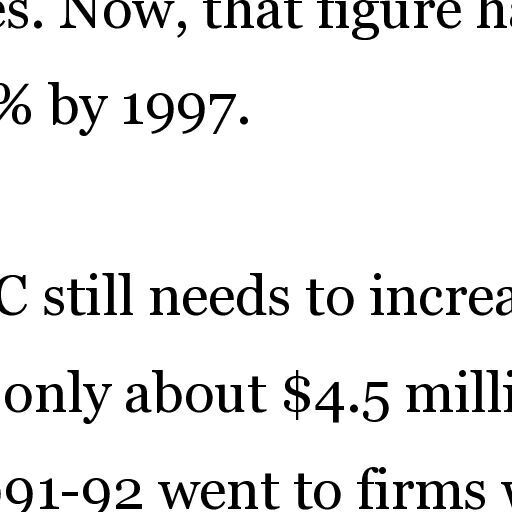 es. Now, that figure ha
% by 1997.
C still needs to increa
only about $4.5 milli
991-92 went to firms w